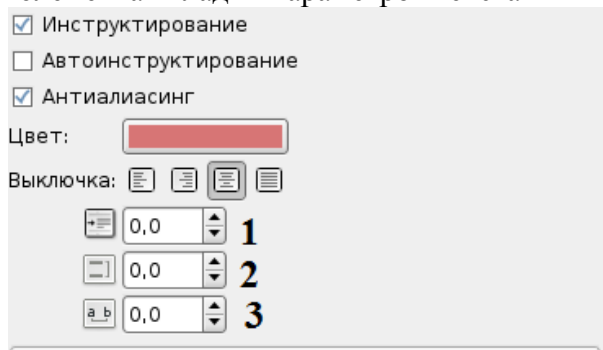 Инструктирование
Автоинструктирование
Антиалиасинг
Цвет:
Выключка:
0,0 1
0,0 2
a b 0,0 3